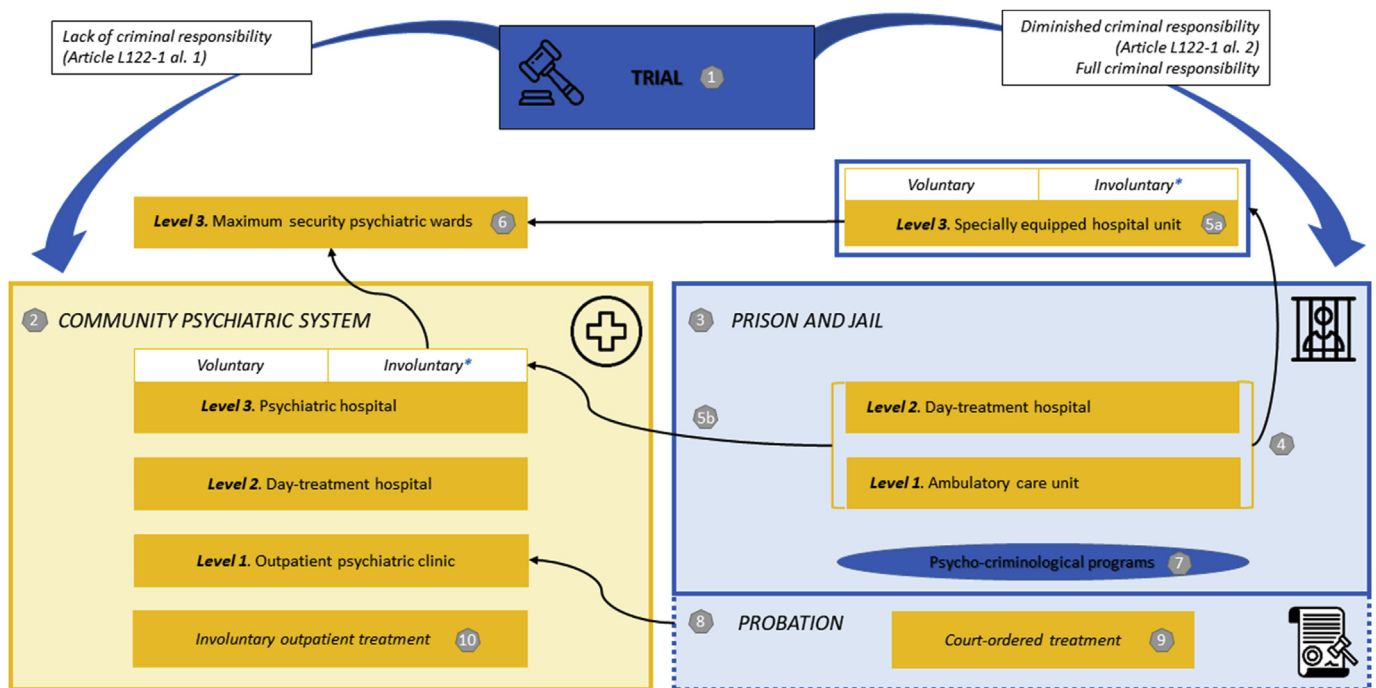 Lack of criminal responsibility
(Article L122-1 al. 1)
TRIAL 1
Diminished criminal responsibility
(Article L122-1 al. 2)
Full criminal responsibility
Voluntary Involuntary*
Level 3. Specially equipped hospital unit 5a
Level 3. Maximum security psychiatric wards 6
2 COMMUNITY PSYCHIATRIC SYSTEM
Voluntary Involuntary*
Level 3. Psychiatric hospital
Level 2. Day-treatment hospital
Level 1. Outpatient psychiatric clinic
Involuntary outpatient treatment 10
5b
3 PRISON AND JAIL
Level 2. Day-treatment hospital
4
Level 1. Ambulatory care unit
Psycho-criminological programs 7
8 PROBATION
Court-ordered treatment 9